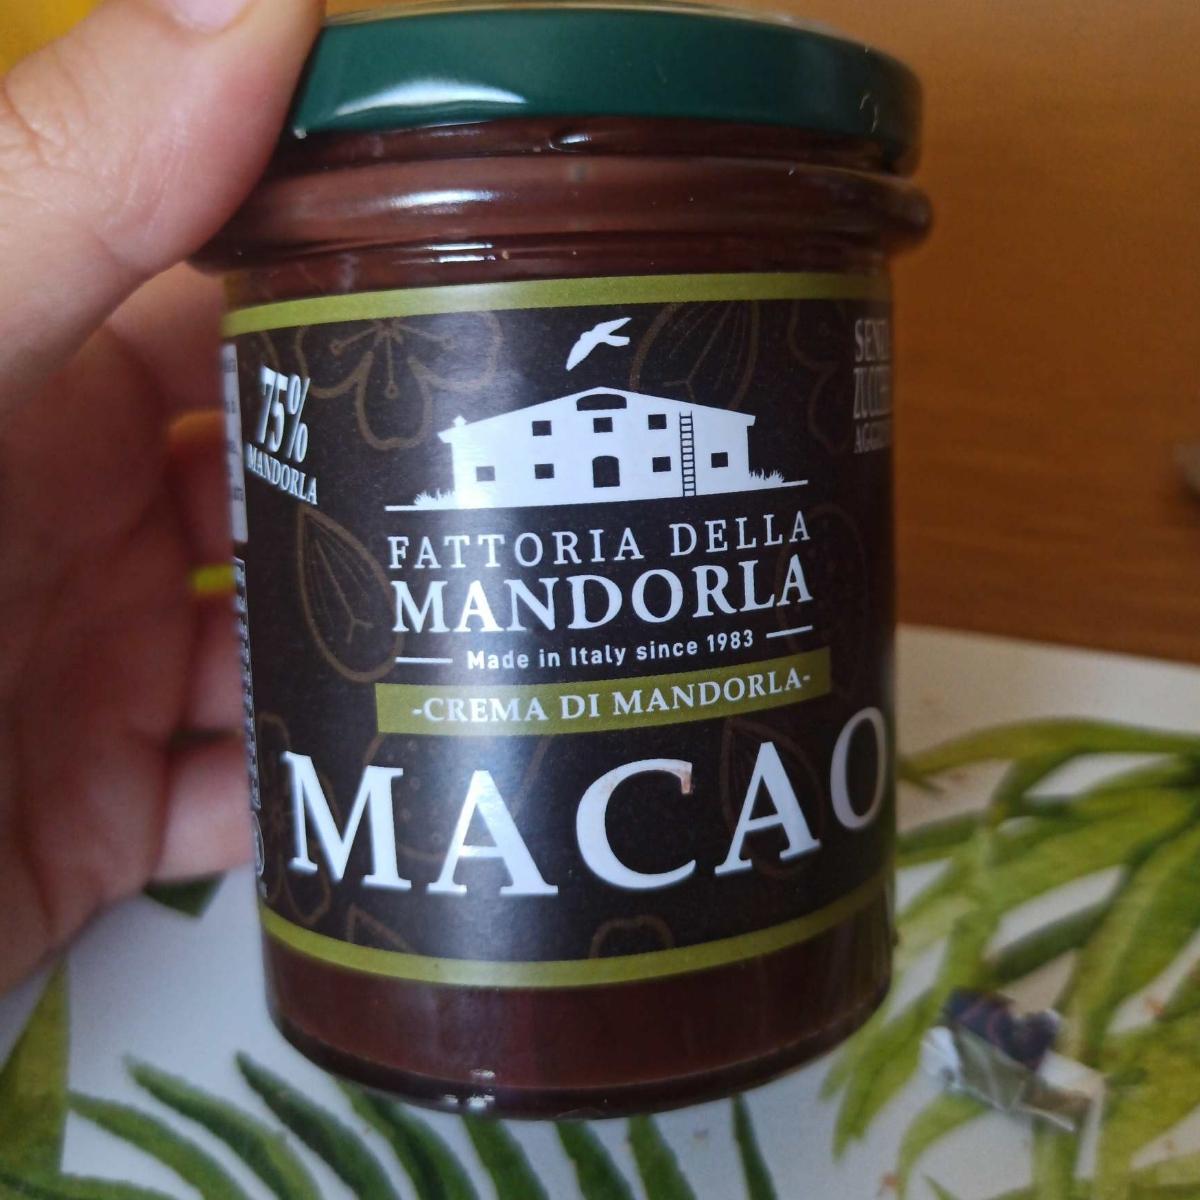 75%
MANDORLA
FATTORIA DELLA
MANDORLA
Made in Italy since 1983
-CREMA DI MANDORLA-
MACAO